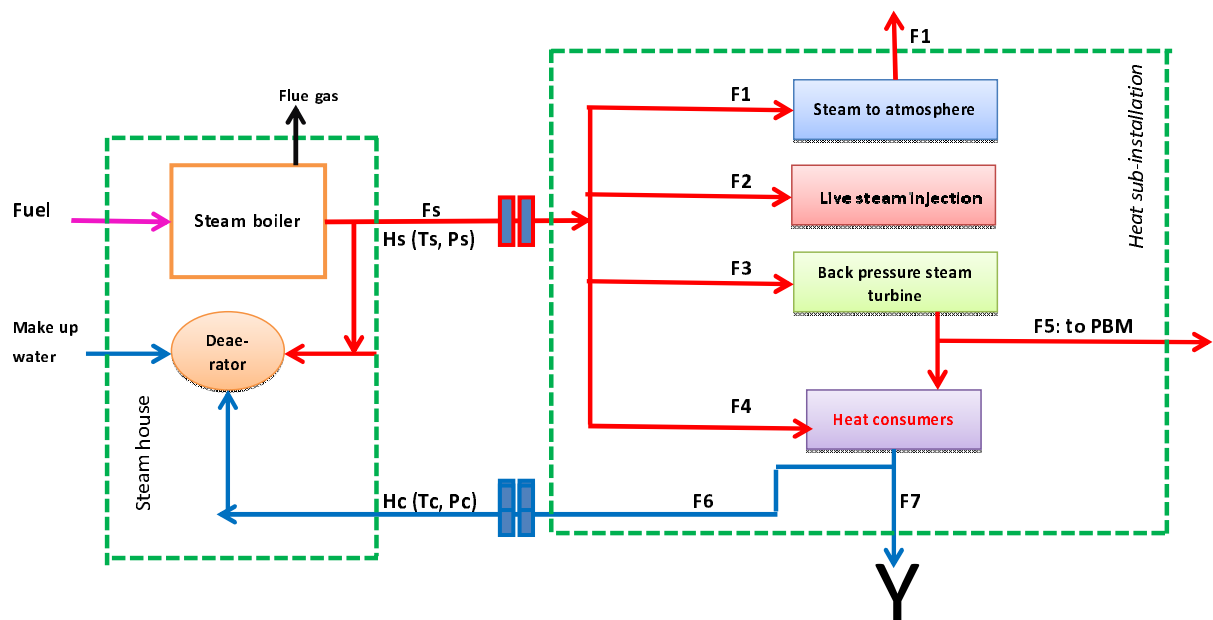 F1
Flue gas
F1
Steam to atmosphere
Heat sub-installation
Fuel
Steam boiler
Fs
Hs (Ts, Ps)
F2
Live steam injection
F3
Back pressure steam
turbine
F5: to PBM
Make up
water
Deae-
rator
Steam house
F4
Heat consumers
Hc (Tc, Pc)
F6
F7